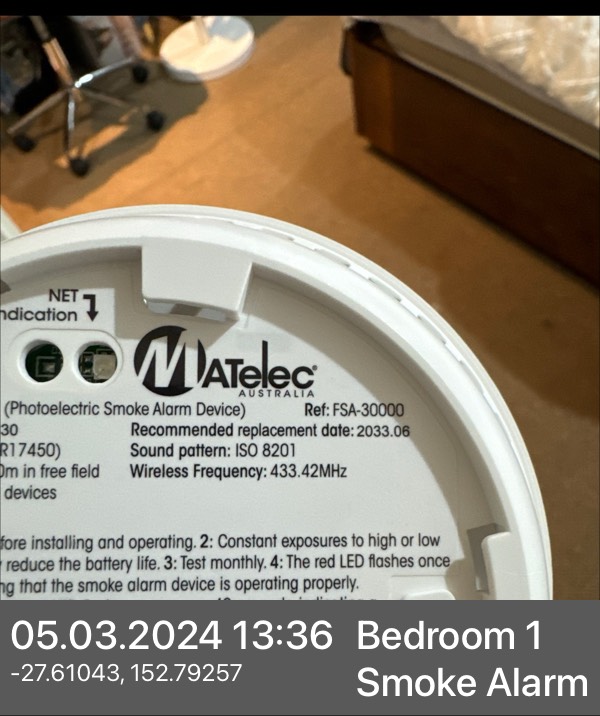 NET
ndication
MATelec
AUSTRALIA
(Photoelectric Smoke Alarm Device) Ref: FSA-30000
30 Recommended replacement date: 2033.06
R17450) Sound pattern: ISO 8201
0m in free field Wireless Frequency: 433.42MHz
devices
fore installing and operating. 2: Constant exposures to high or low
reduce the battery life. 3: Test monthly. 4: The red LED flashes once
ng that the smoke alarm device is operating properly.
05.03.2024 13:36 Bedroom 1
-27.61043, 152.79257 Smoke Alarm